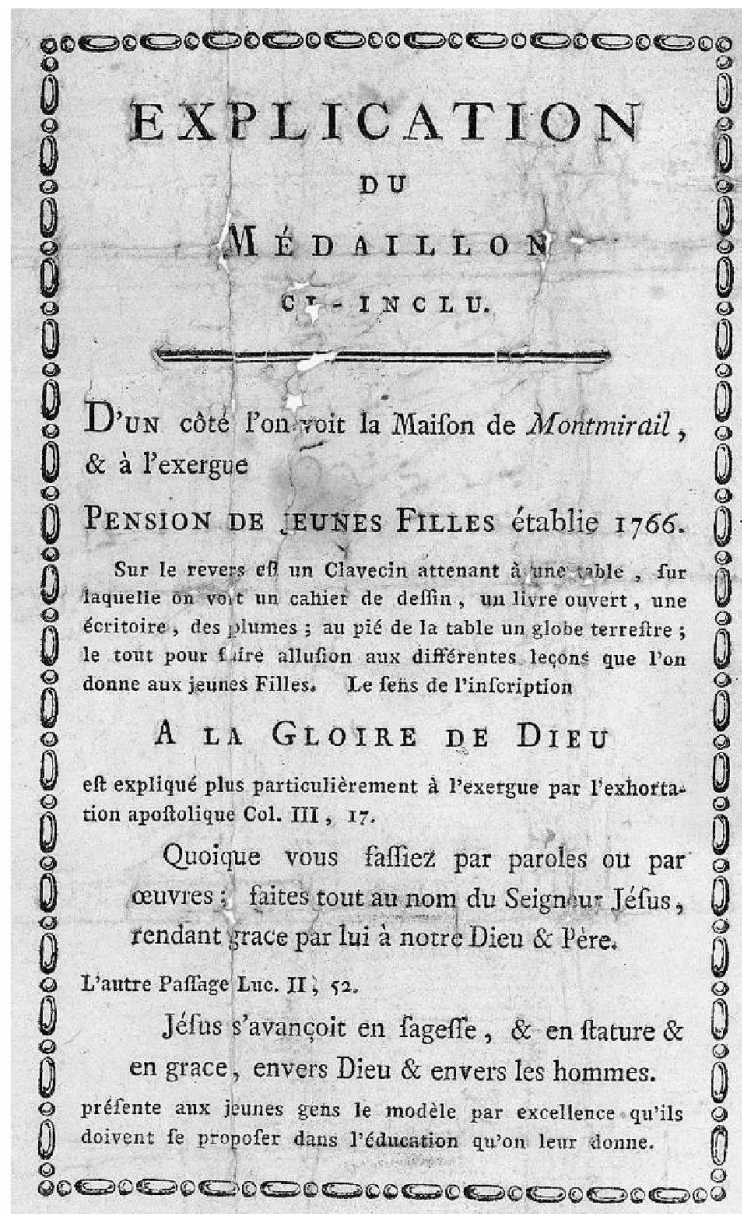 EXPLICATION
DU
MÉDAILLON
CI-INCLU.
D'UN côté l'on voit la Maiſon de Montmirail,
& à l'exergue
PENSION DE JEUNES FILLES établie 1766.
Sur le revers eſt un Clavecin attenant à une table, ſur
laquelle on voit un cahier de deſſin, un livre ouvert, une
écritoire, des plumes; au pié de la table un globe terreſtre;
le tout pour faire alluſion aux différentes leçons que l'on
donne aux jeunes Filles. Le ſens de l'inſcription
A LA GLOIRE DE DIEU
eſt expliqué plus particulièrement à l'exergue par l'exhorta-
tion apoſtolique Col. III, 17.
Quoique vous faſſiez par paroles ou par
œuvres; faites tout au nom du Seigneur Jéſus,
rendant grace par lui à notre Dieu & Père.
L'autre Paſſage Luc. II, 52.
Jéſus s'avançoit en ſageſſe, & en ſtature &
en grace, envers Dieu & envers les hommes.
préſente aux jeunes gens le modèle par excellence qu'ils
doivent ſe propoſer dans l'éducation qu'on leur donne.